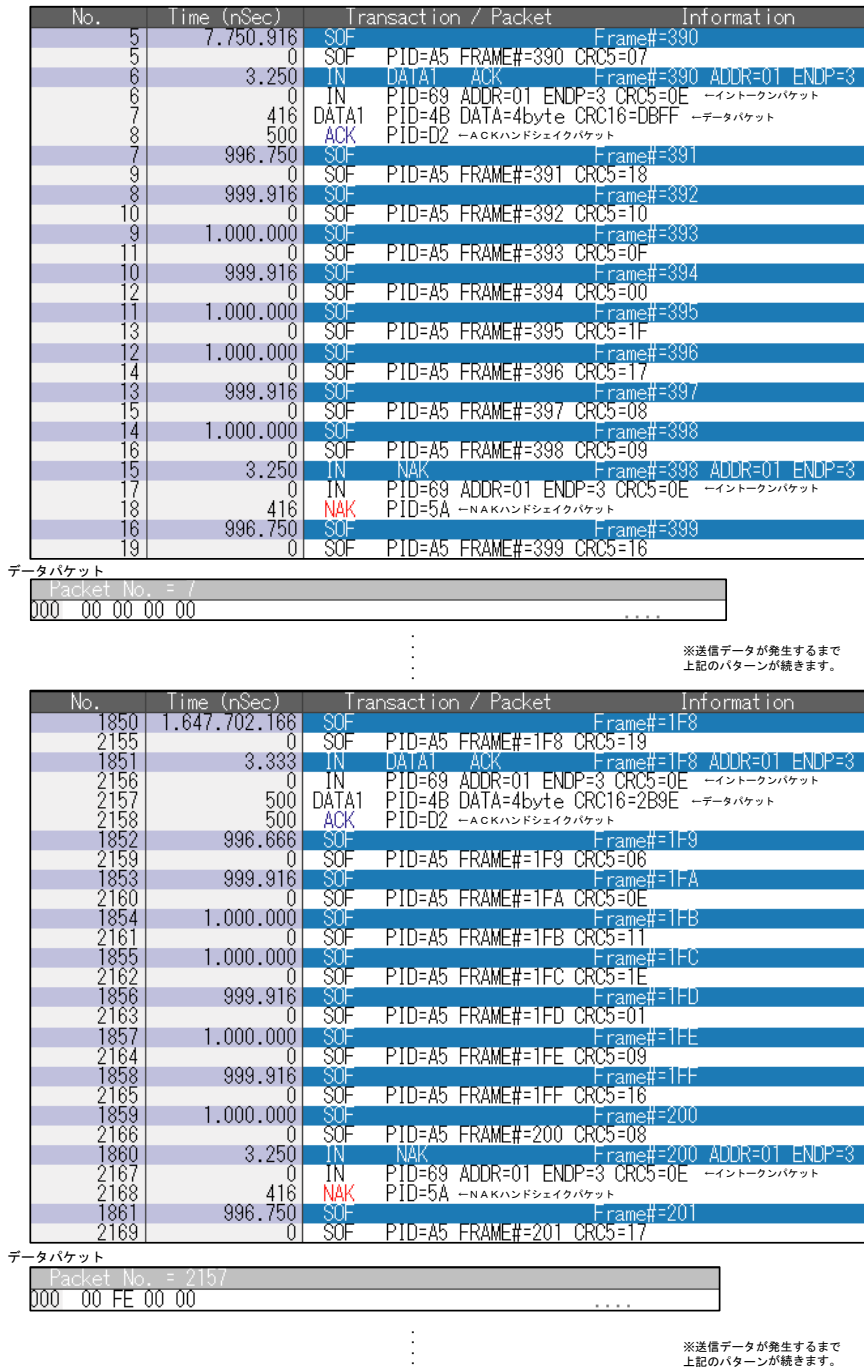 No. Time (nSec) Transaction / Packet Information
5 7.750.916 SOF Frame#=390
5 0 SOF PID=A5 FRAME#=390 CRC5=07
6 3.250 IN DATA1 ACK Frame#=390 ADDR=01 ENDP=3
6 0 IN PID=69 ADDR=01 ENDP=3 CRC5=0E ←イントークンパケット
7 416 DATA1 PID=4B DATA=4byte CRC16=DBFF ←データパケット
8 500 ACK PID=D2 ←ACKハンドシェイクパケット
7 996.750 SOF Frame#=391
9 0 SOF PID=A5 FRAME#=391 CRC5=18
8 999.916 SOF Frame#=392
10 0 SOF PID=A5 FRAME#=392 CRC5=10
9 1.000.000 SOF Frame#=393
11 0 SOF PID=A5 FRAME#=393 CRC5=0F
10 999.916 SOF Frame#=394
12 0 SOF PID=A5 FRAME#=394 CRC5=00
11 1.000.000 SOF Frame#=395
13 0 SOF PID=A5 FRAME#=395 CRC5=1F
12 1.000.000 SOF Frame#=396
14 0 SOF PID=A5 FRAME#=396 CRC5=17
13 999.916 SOF Frame#=397
15 0 SOF PID=A5 FRAME#=397 CRC5=08
14 1.000.000 SOF Frame#=398
16 0 SOF PID=A5 FRAME#=398 CRC5=09
15 3.250 IN NAK Frame#=398 ADDR=01 ENDP=3
17 0 IN PID=69 ADDR=01 ENDP=3 CRC5=0E ←イントークンパケット
18 416 NAK PID=5A ←NAKハンドシェイクパケット
16 996.750 SOF Frame#=399
19 0 SOF PID=A5 FRAME#=399 CRC5=16
データパケット
Packet No. = 7
000 00 00 00 00 ....
※送信データが発生するまで
上記のパターンが続きます。
No. Time (nSec) Transaction / Packet Information
1850 1.647.702.166 SOF Frame#=1F8
2155 0 SOF PID=A5 FRAME#=1F8 CRC5=19
1851 3.333 IN DATA1 ACK Frame#=1F8 ADDR=01 ENDP=3
2156 0 IN PID=69 ADDR=01 ENDP=3 CRC5=0E ←イントークンパケット
2157 500 DATA1 PID=4B DATA=4byte CRC16=2B9E ←データパケット
2158 500 ACK PID=D2 ←ACKハンドシェイクパケット
1852 996.666 SOF Frame#=1F9
2159 0 SOF PID=A5 FRAME#=1F9 CRC5=06
1853 999.916 SOF Frame#=1FA
2160 0 SOF PID=A5 FRAME#=1FA CRC5=0E
1854 1.000.000 SOF Frame#=1FB
2161 0 SOF PID=A5 FRAME#=1FB CRC5=11
1855 1.000.000 SOF Frame#=1FC
2162 0 SOF PID=A5 FRAME#=1FC CRC5=1E
1856 999.916 SOF Frame#=1FD
2163 0 SOF PID=A5 FRAME#=1FD CRC5=01
1857 1.000.000 SOF Frame#=1FE
2164 0 SOF PID=A5 FRAME#=1FE CRC5=09
1858 999.916 SOF Frame#=1FF
2165 0 SOF PID=A5 FRAME#=1FF CRC5=16
1859 1.000.000 SOF Frame#=200
2166 0 SOF PID=A5 FRAME#=200 CRC5=08
1860 3.250 IN NAK Frame#=200 ADDR=01 ENDP=3
2167 0 IN PID=69 ADDR=01 ENDP=3 CRC5=0E ←イントークンパケット
2168 416 NAK PID=5A ←NAKハンドシェイクパケット
1861 996.750 SOF Frame#=201
2169 0 SOF PID=A5 FRAME#=201 CRC5=17
データパケット
Packet No. = 2157
000 00 FE 00 00 ....
※送信データが発生するまで
上記のパターンが続きます。